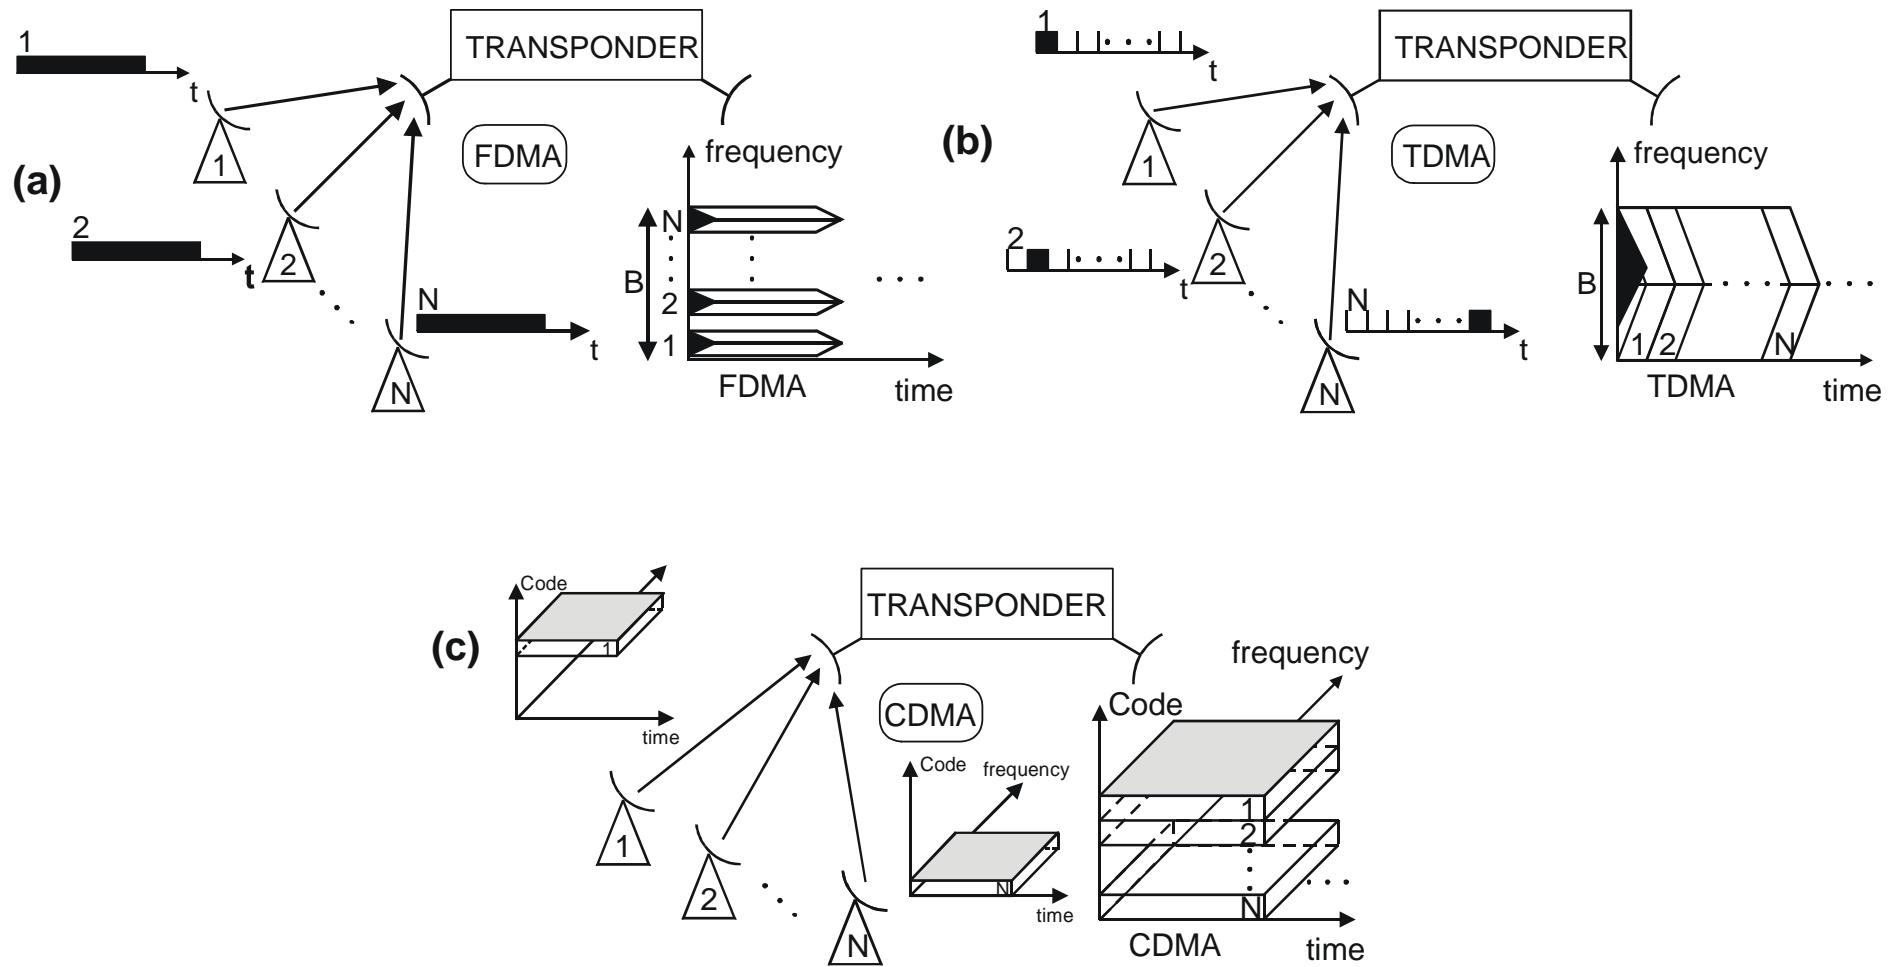 1
TRANSPONDER
t
1
(a)
FDMA
frequency
2
t
2
N
t
N
N
B
2
1
FDMA
time
1
TRANSPONDER
t
1
(b)
TDMA
frequency
2
t
2
N
t
N
B
1 2 N
TDMA
time
(c)
Code
1
time
TRANSPONDER
CDMA
1
2
N
Code
frequency
N
time
frequency
Code
1
2
N
CDMA
time